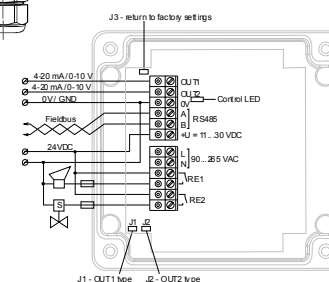 J3 - return to factory settings
4-20 mA / 0-10 V
OUT1
4-20 mA / 0-10 V
OUT2
0V / GND
0V
Control LED
Fieldbus
A
B
RS485
+U = 11...30 VDC
24VDC
L
N
90...265 VAC
RE1
S
RE2
J1 J2
J1 - OUT1 type
J2 - OUT2 type